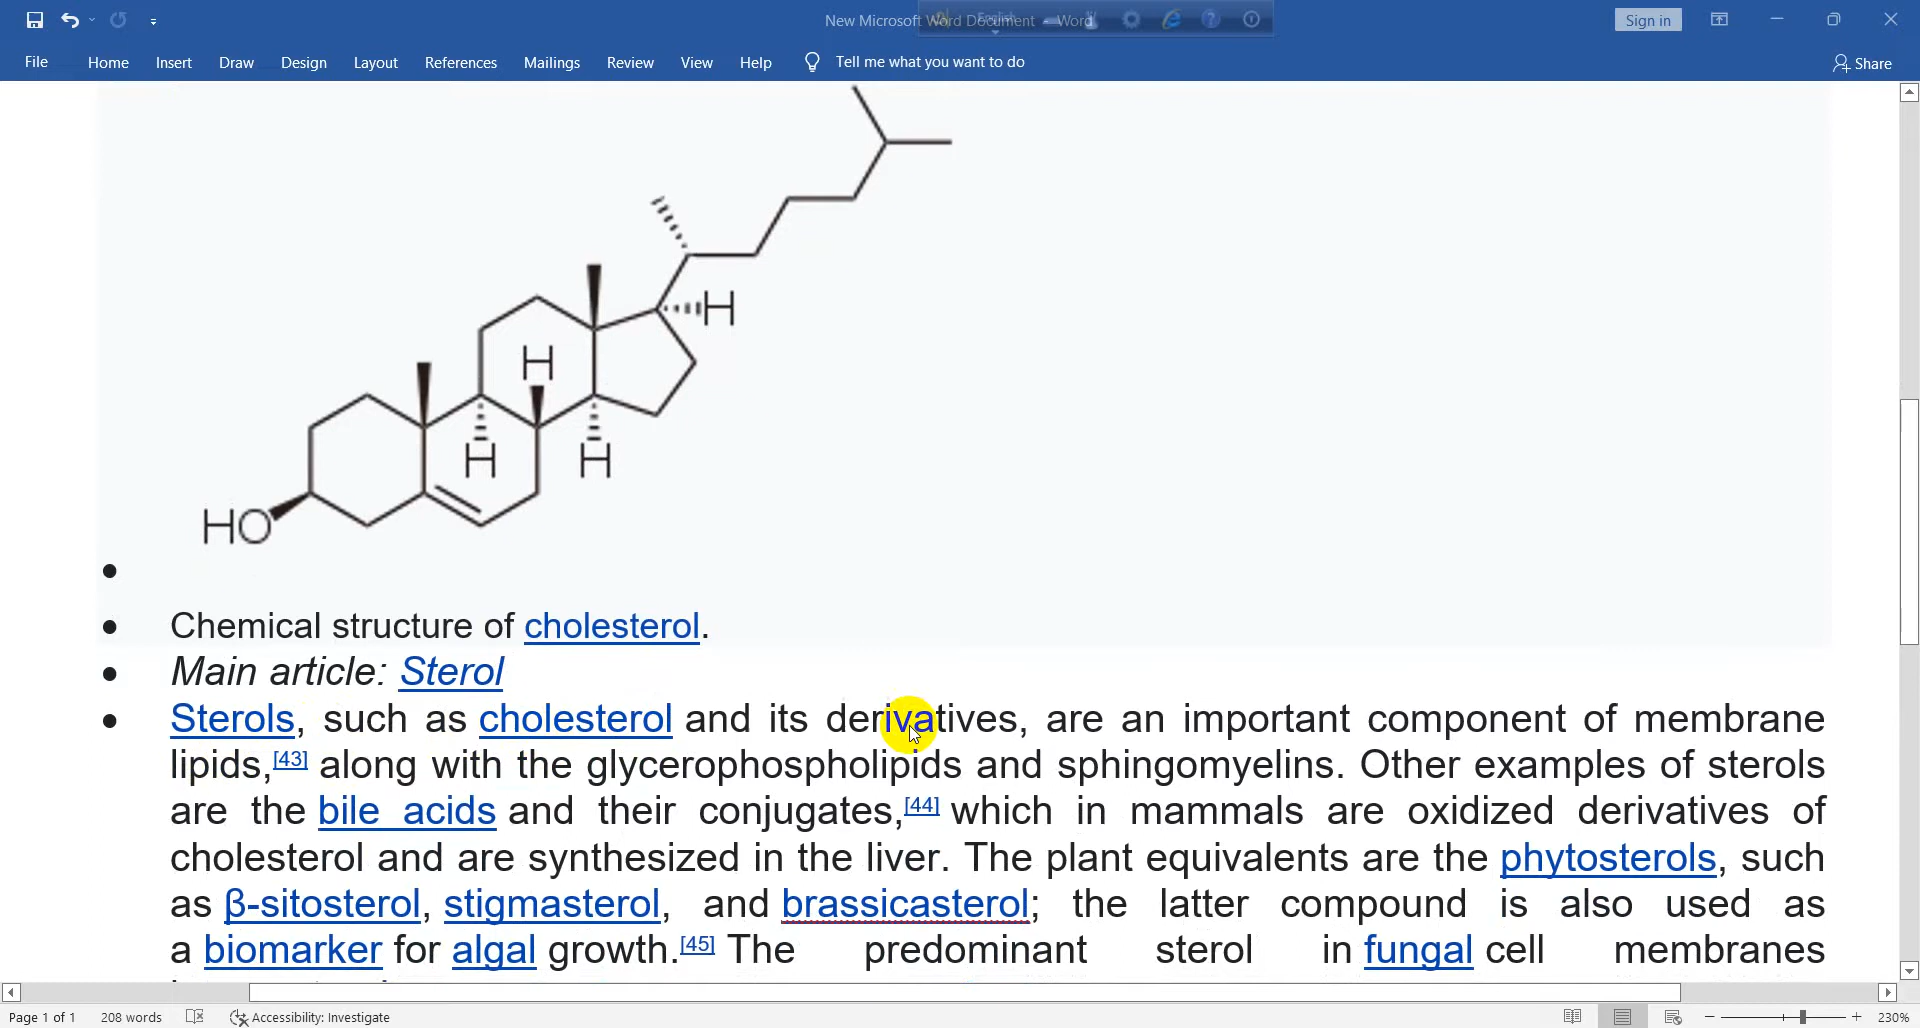 New Microsoft Word Document - Word
English
Sign in
File Home Insert Draw Design Layout References Mailings Review View Help Tell me what you want to do Share
H
H
H H
HO
•
• Chemical structure of cholesterol.
• Main article: Sterol
• Sterols, such as cholesterol and its derivatives, are an important component of membrane
lipids,[43] along with the glycerophospholipids and sphingomyelins. Other examples of sterols
are the bile acids and their conjugates,[44] which in mammals are oxidized derivatives of
cholesterol and are synthesized in the liver. The plant equivalents are the phytosterols, such
as β-sitosterol, stigmasterol, and brassicasterol; the latter compound is also used as
a biomarker for algal growth.[45] The predominant sterol in fungal cell membranes
Page 1 of 1 208 words Accessibility: Investigate 230%